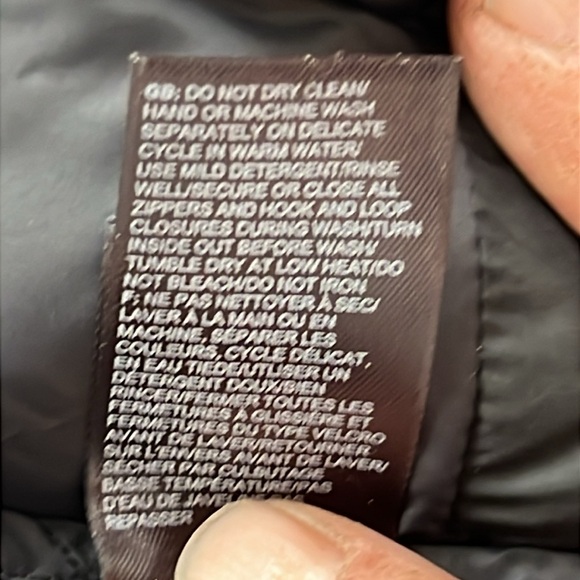 GB: DO NOT DRY CLEAN/
HAND OR MACHINE WASH
SEPARATELY ON DELICATE
CYCLE IN WARM WATER/
USE MILD DETERGENT/RINSE
WELL/SECURE OR CLOSE ALL
ZIPPERS AND HOOK AND LOOP
CLOSURES DURING WASH/TURN
INSIDE OUT BEFORE WASH/
TUMBLE DRY AT LOW HEAT/DO
NOT BLEACH/DO NOT IRON
F: NE PAS NETTOYER À SEC/
LAVER À LA MAIN OU EN
MACHINE, SÉPARER LES
COULEURS, CYCLE DÉLICAT,
EN EAU TIEDE/UTLISER UN
DÉTERGENT DOUX/BIEN
RINCER/FERMER TOUTES LES
FERMETURES À GLISSIÈRE ET
FERMETURES DU TYPE VELCRO
AVANT DE LAVER/RETOURNER
SUR L'ENVERS AVANT DE LAVER/
SÉCHER PAR CULBUTAGE
BASSE TEMPÉRATURE/PAS
D'EAU DE JAVEL
REPASSER